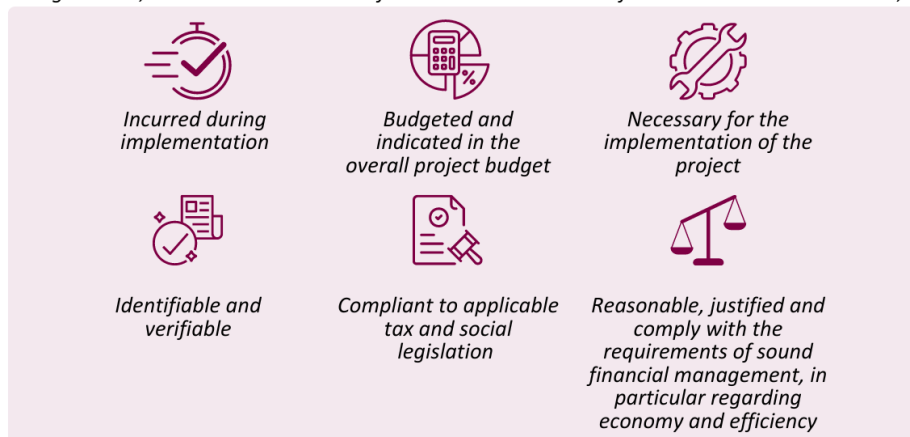 Incurred during
implementation
Budgeted and
indicated in the
overall project budget
Necessary for the
implementation of the
project
%
Identifiable and
verifiable
Compliant to applicable
tax and social
legislation
Reasonable, justified and
comply with the
requirements of sound
financial management, in
particular regarding
economy and efficiency